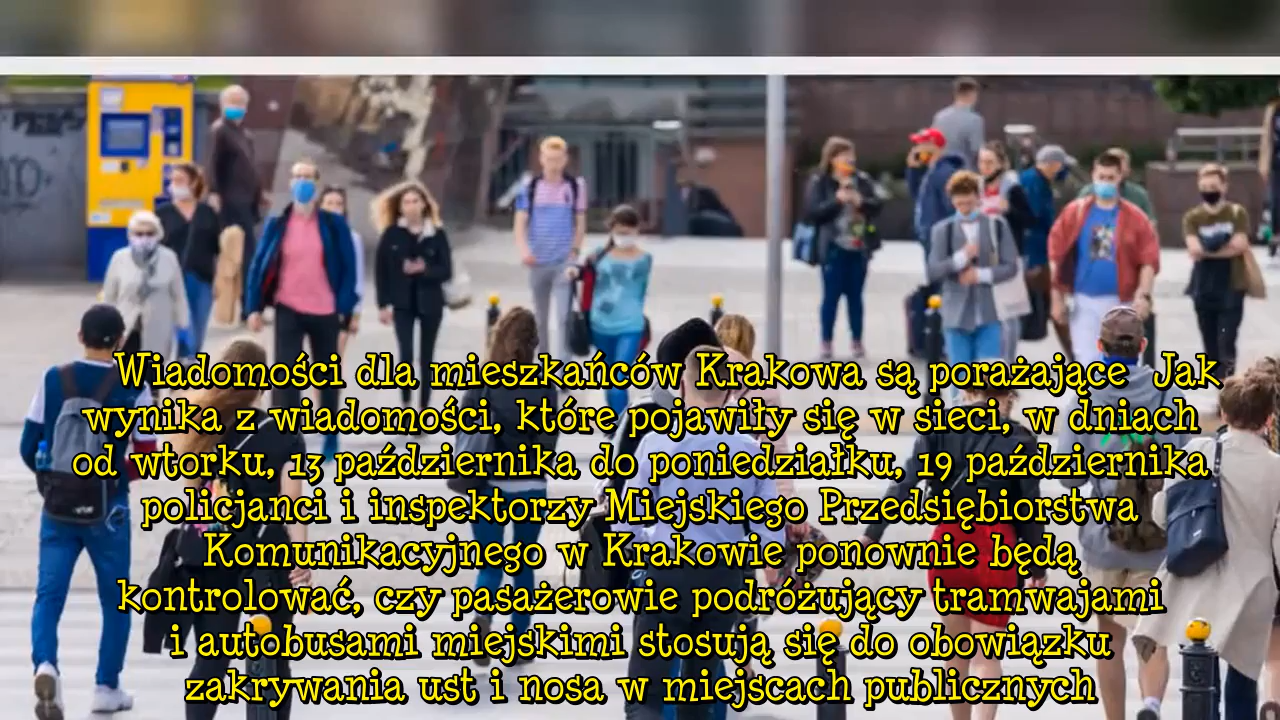 Wiadomości dla mieszkańców Krakowa są porażające Jak
wynika z wiadomości, które pojawiły się w sieci, w dniach
od wtorku, 13 października do poniedziałku, 19 października
policjanci i inspektorzy Miejskiego Przedsiębiorstwa
Komunikacyjnego w Krakowie ponownie będą
kontrolować, czy pasażerowie podróżujący tramwajami
i autobusami miejskimi stosują się do obowiązku
zakrywania ust i nosa w miejscach publicznych